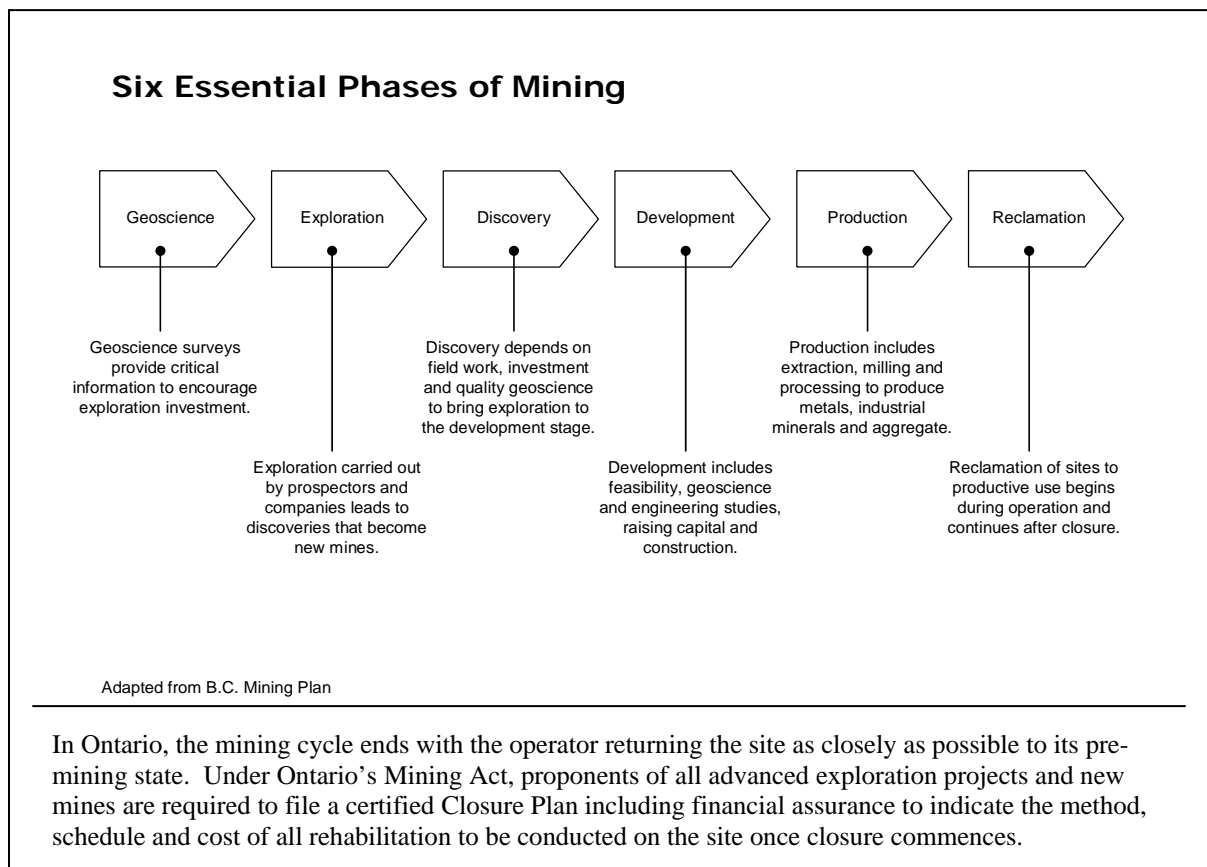 Six Essential Phases of Mining
Geoscience
Exploration
Discovery
Development
Production
Reclamation
Geoscience surveys
provide critical
information to encourage
exploration investment.
Exploration carried out
by prospectors and
companies leads to
discoveries that become
new mines.
Discovery depends on
field work, investment
and quality geoscience
to bring exploration to
the development stage.
Development includes
feasibility, geoscience
and engineering studies,
raising capital and
construction.
Production includes
extraction, milling and
processing to produce
metals, industrial
minerals and aggregate.
Reclamation of sites to
productive use begins
during operation and
continues after closure.
Adapted from B.C. Mining Plan
In Ontario, the mining cycle ends with the operator returning the site as closely as possible to its pre-
mining state.  Under Ontario's Mining Act, proponents of all advanced exploration projects and new
mines are required to file a certified Closure Plan including financial assurance to indicate the method,
schedule and cost of all rehabilitation to be conducted on the site once closure commences.